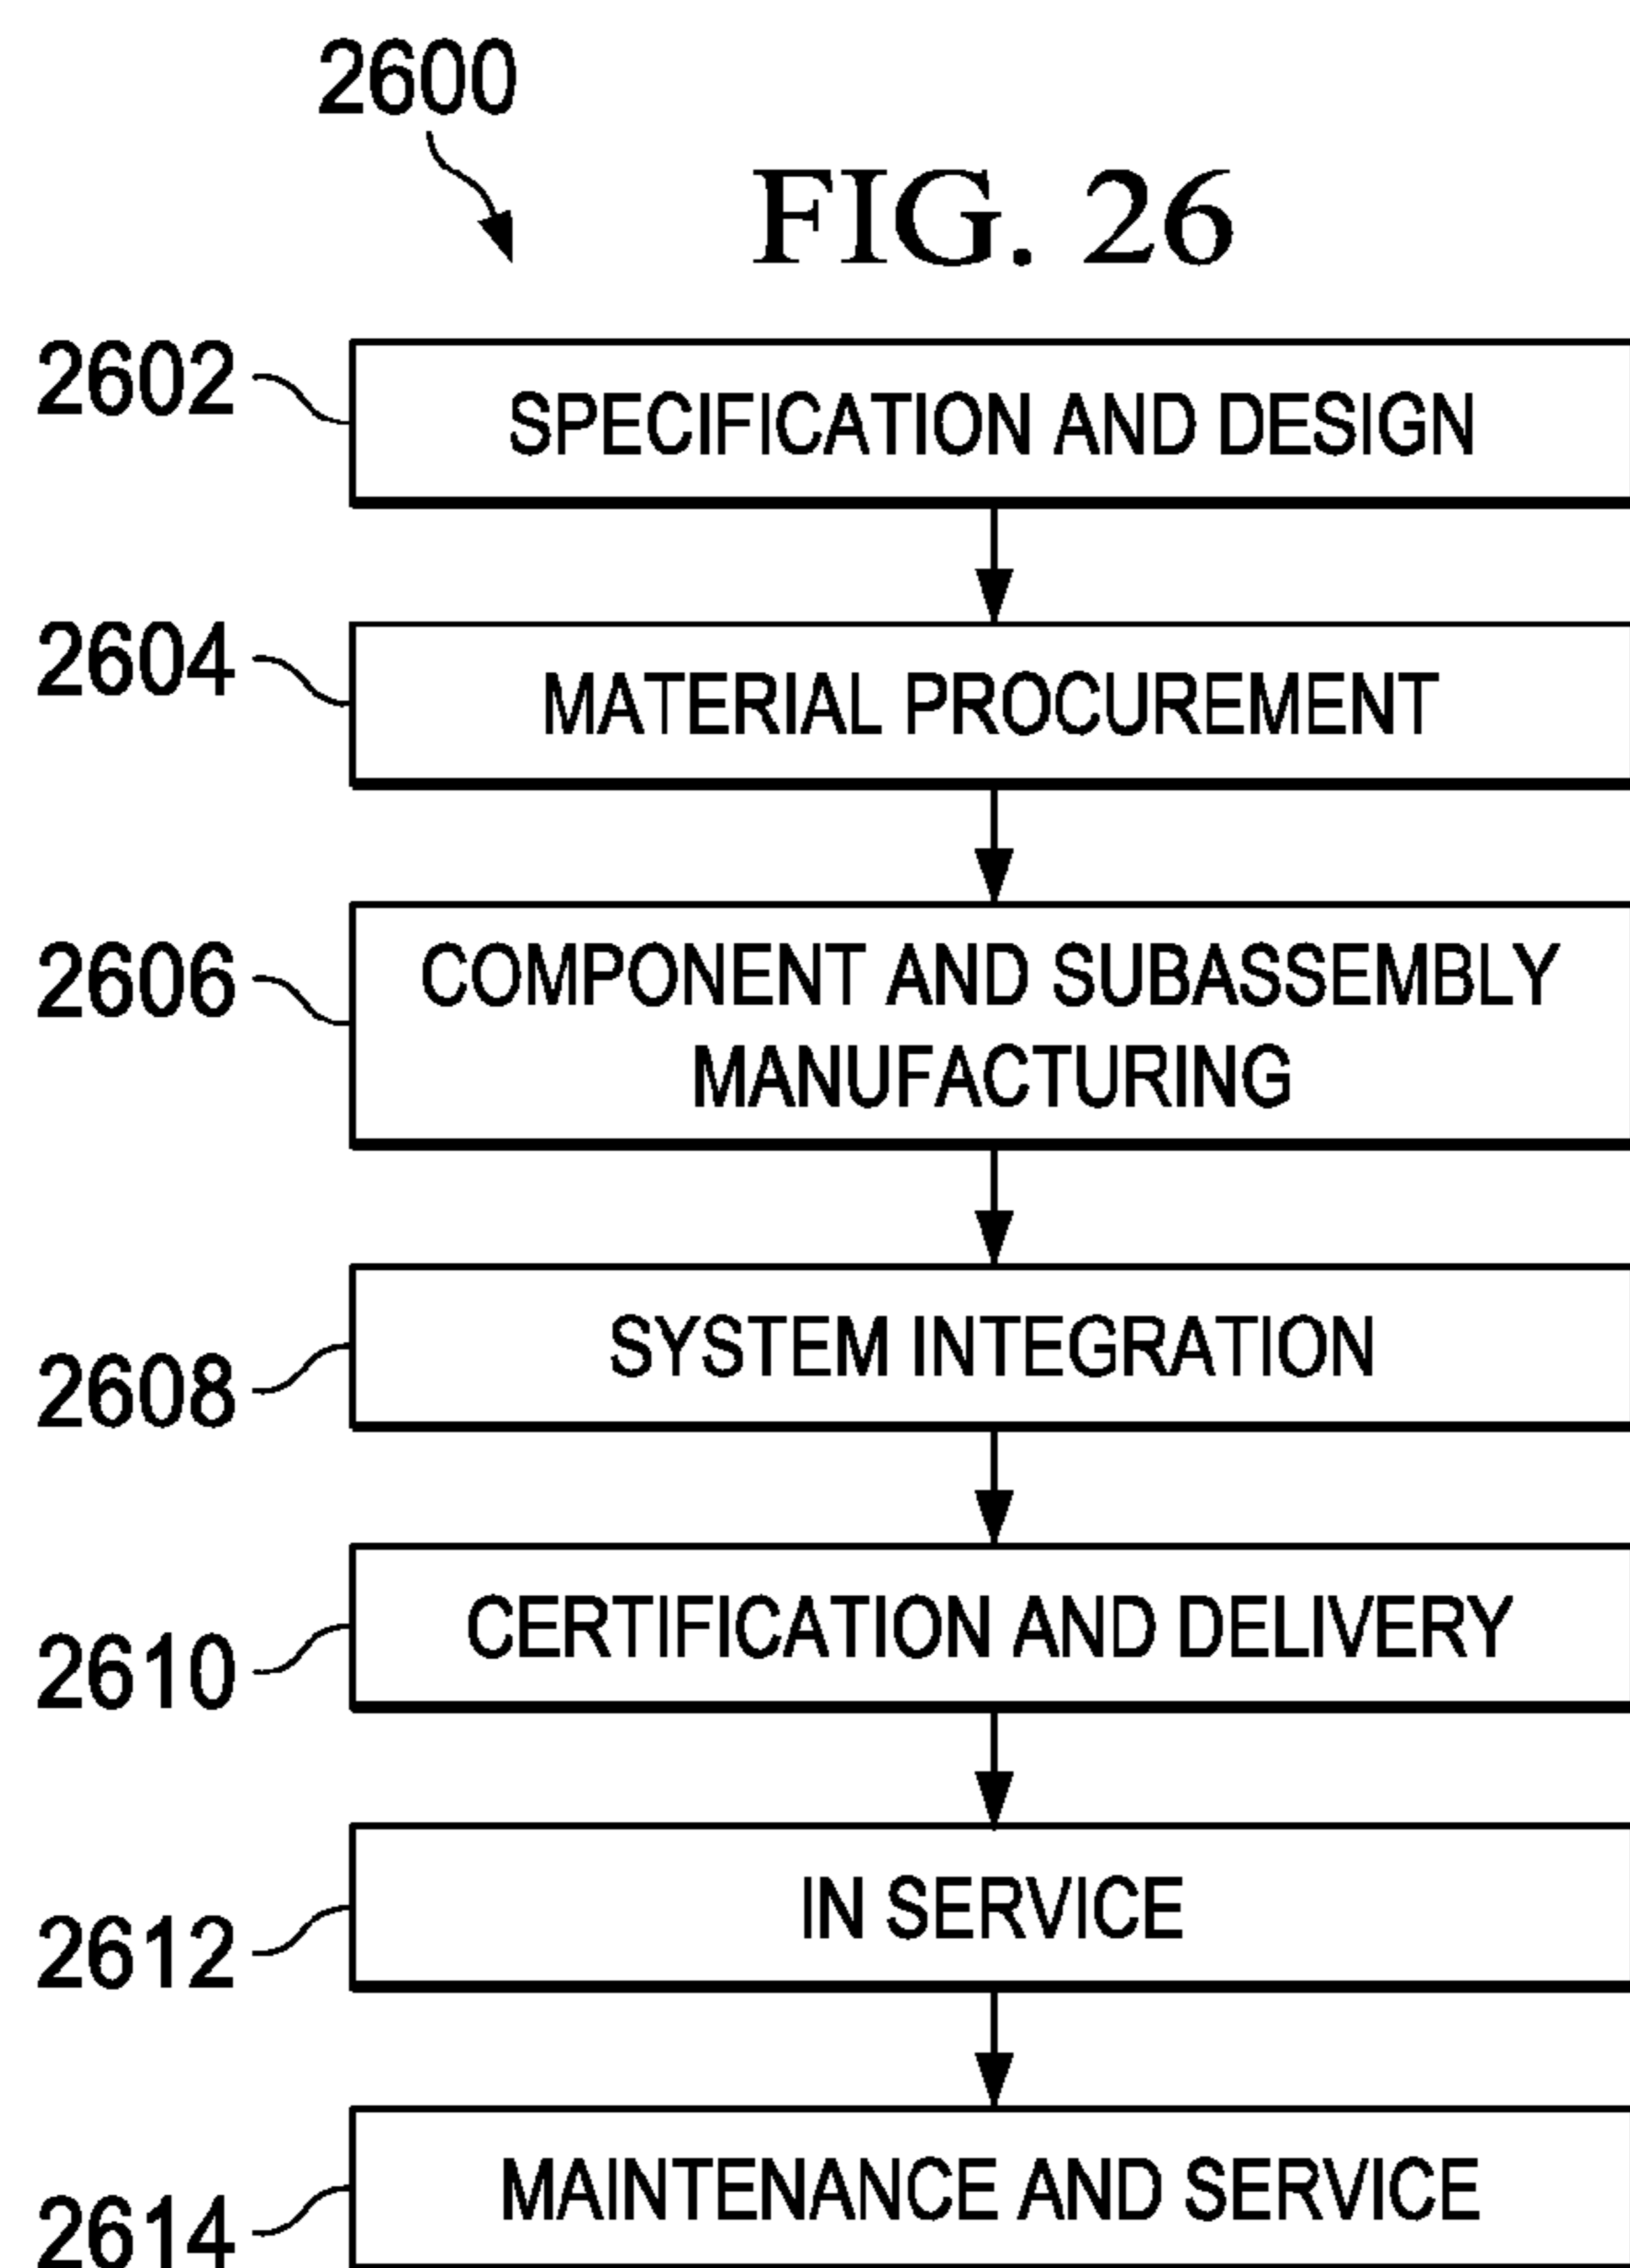 2600
FIG. 26
2602
SPECIFICATION AND DESIGN
2604
MATERIAL PROCUREMENT
2606
COMPONENT AND SUBASSEMBLY
MANUFACTURING
2608
SYSTEM INTEGRATION
2610
CERTIFICATION AND DELIVERY
2612
IN SERVICE
2614
MAINTENANCE AND SERVICE